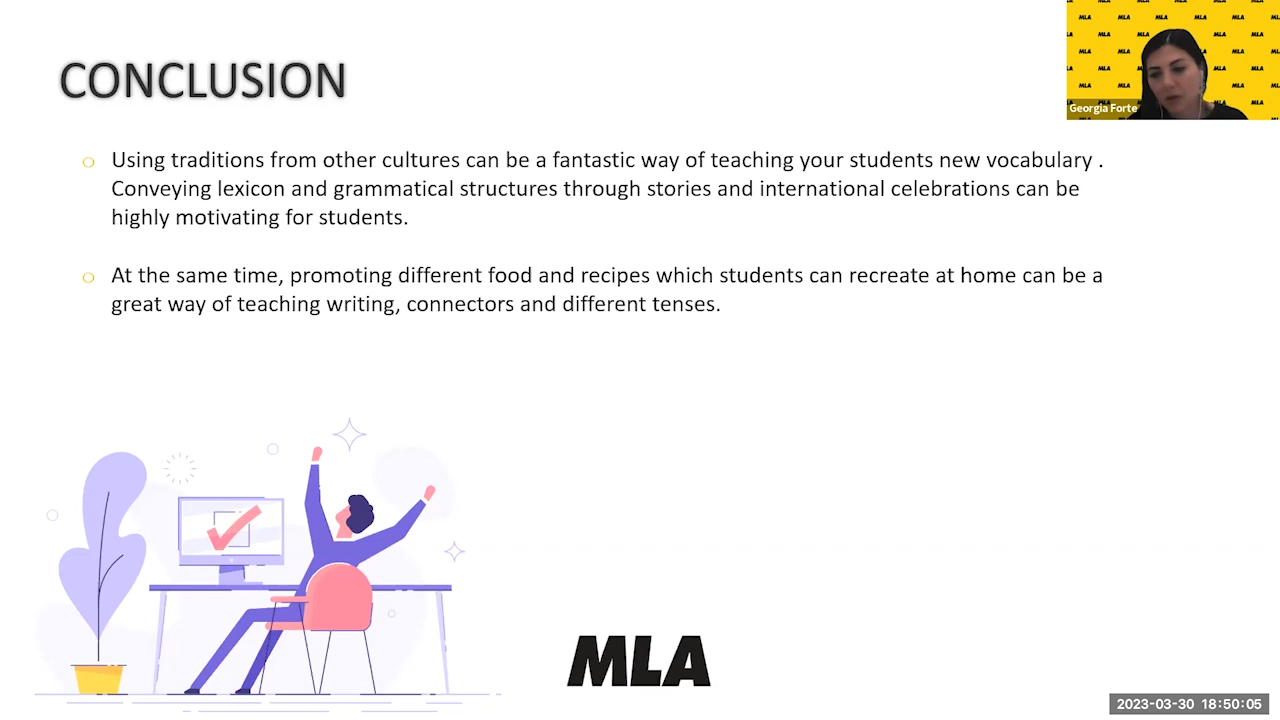 CONCLUSION
Georgia Forte
o Using traditions from other cultures can be a fantastic way of teaching your students new vocabulary .
Conveying lexicon and grammatical structures through stories and international celebrations can be
highly motivating for students.
o At the same time, promoting different food and recipes which students can recreate at home can be a
great way of teaching writing, connectors and different tenses.
MLA
2023-03-30 18:50:05